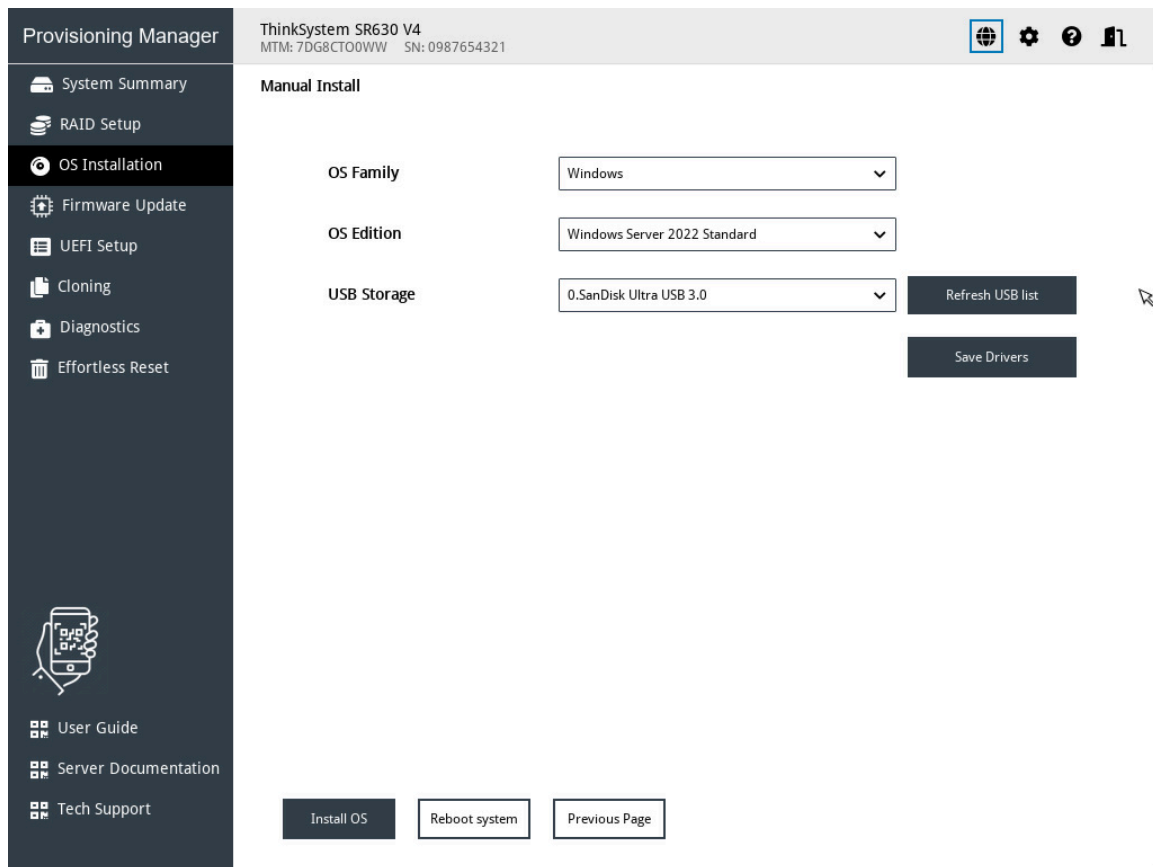 Provisioning Manager
ThinkSystem SR630 V4
MTM: 7DG8CTO0WW SN: 0987654321
System Summary
RAID Setup
OS Installation
Firmware Update
UEFI Setup
Cloning
Diagnostics
Effortless Reset
User Guide
Server Documentation
Tech Support
Manual Install
OS Family
Windows
OS Edition
Windows Server 2022 Standard
USB Storage
0.SanDisk Ultra USB 3.0
Refresh USB list
Save Drivers
Install OS
Reboot system
Previous Page